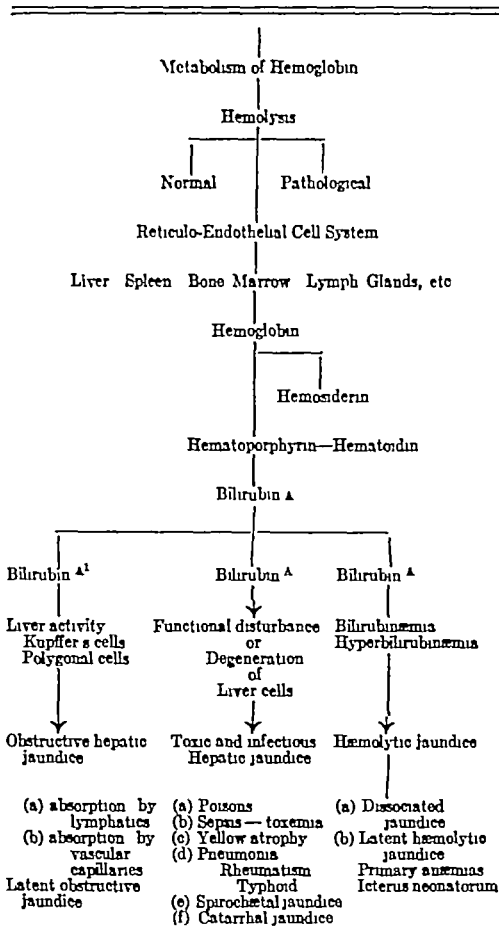 Metabolism of Hemoglobin
Hemolysis
Normal Pathological
Reticulo-Endothelial Cell System
Liver Spleen Bone Marrow Lymph Glands, etc
Hemoglobin
Hemosiderin
Hematoporphyrin—Hematoidin
Bilirubin A
Bilirubin A1
Liver activity
Kupffer s cells
Polygonal cells
Obstructive hepatic
jaundice
(a) absorption by
lymphatics
(b) absorption by
vascular
capillaries
Latent obstructive
jaundice
Bilirubin A
Functional disturbance
or
Degeneration
of
Liver cells
Toxic and infectious
Hepatic jaundice
(a) Poisons
(b) Sepsis—toxemia
(c) Yellow atrophy
(d) Pneumonia
Rheumatism
Typhoid
(e) Spirochætal jaundice
(f) Catarrhal jaundice
Bilirubin A
Bilirubinæmia
Hyperbilirubinæmia
Hæmolytic jaundice
(a) Dissociated
jaundice
(b) Latent hæmolytic
jaundice
Primary anæmias
Icterus neonatorum